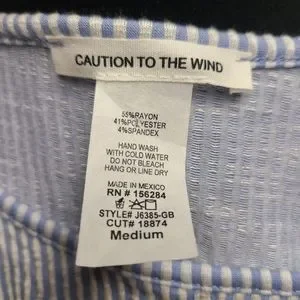 CAUTION TO THE WIND
55%RAYON
41%POLYESTER
4%SPANDEX
HAND WASH
WITH COLD WATER
DO NOT BLEACH
HANG OR LINE DRY
MADE IN MEXICO
RN # 156284
STYLE# J6385-GB
CUT# 18874
Medium